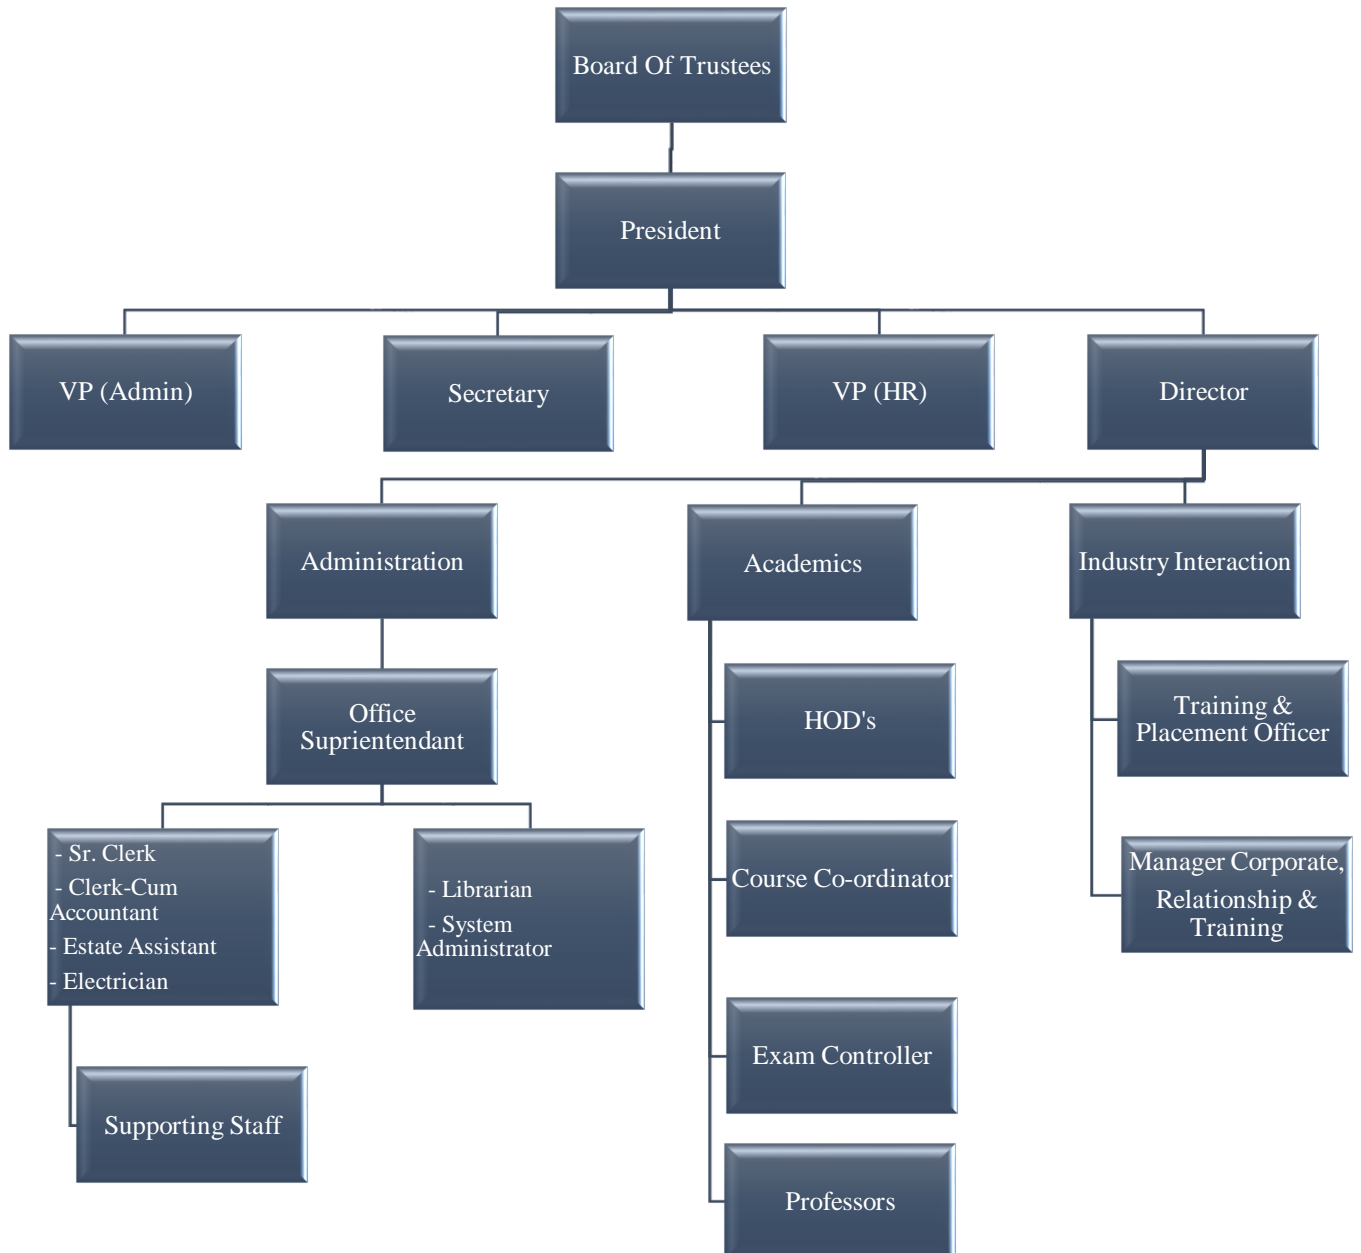 Board Of Trustees
President
VP (Admin)
Secretary
VP (HR)
Director
Administration
Academics
Industry Interaction
Office
Suprientendant
HOD's
Training &
Placement Officer
- Sr. Clerk
- Clerk-Cum
Accountant
- Estate Assistant
- Electrician
- Librarian
- System
Administrator
Course Co-ordinator
Manager Corporate,
Relationship &
Training
Exam Controller
Supporting Staff
Professors